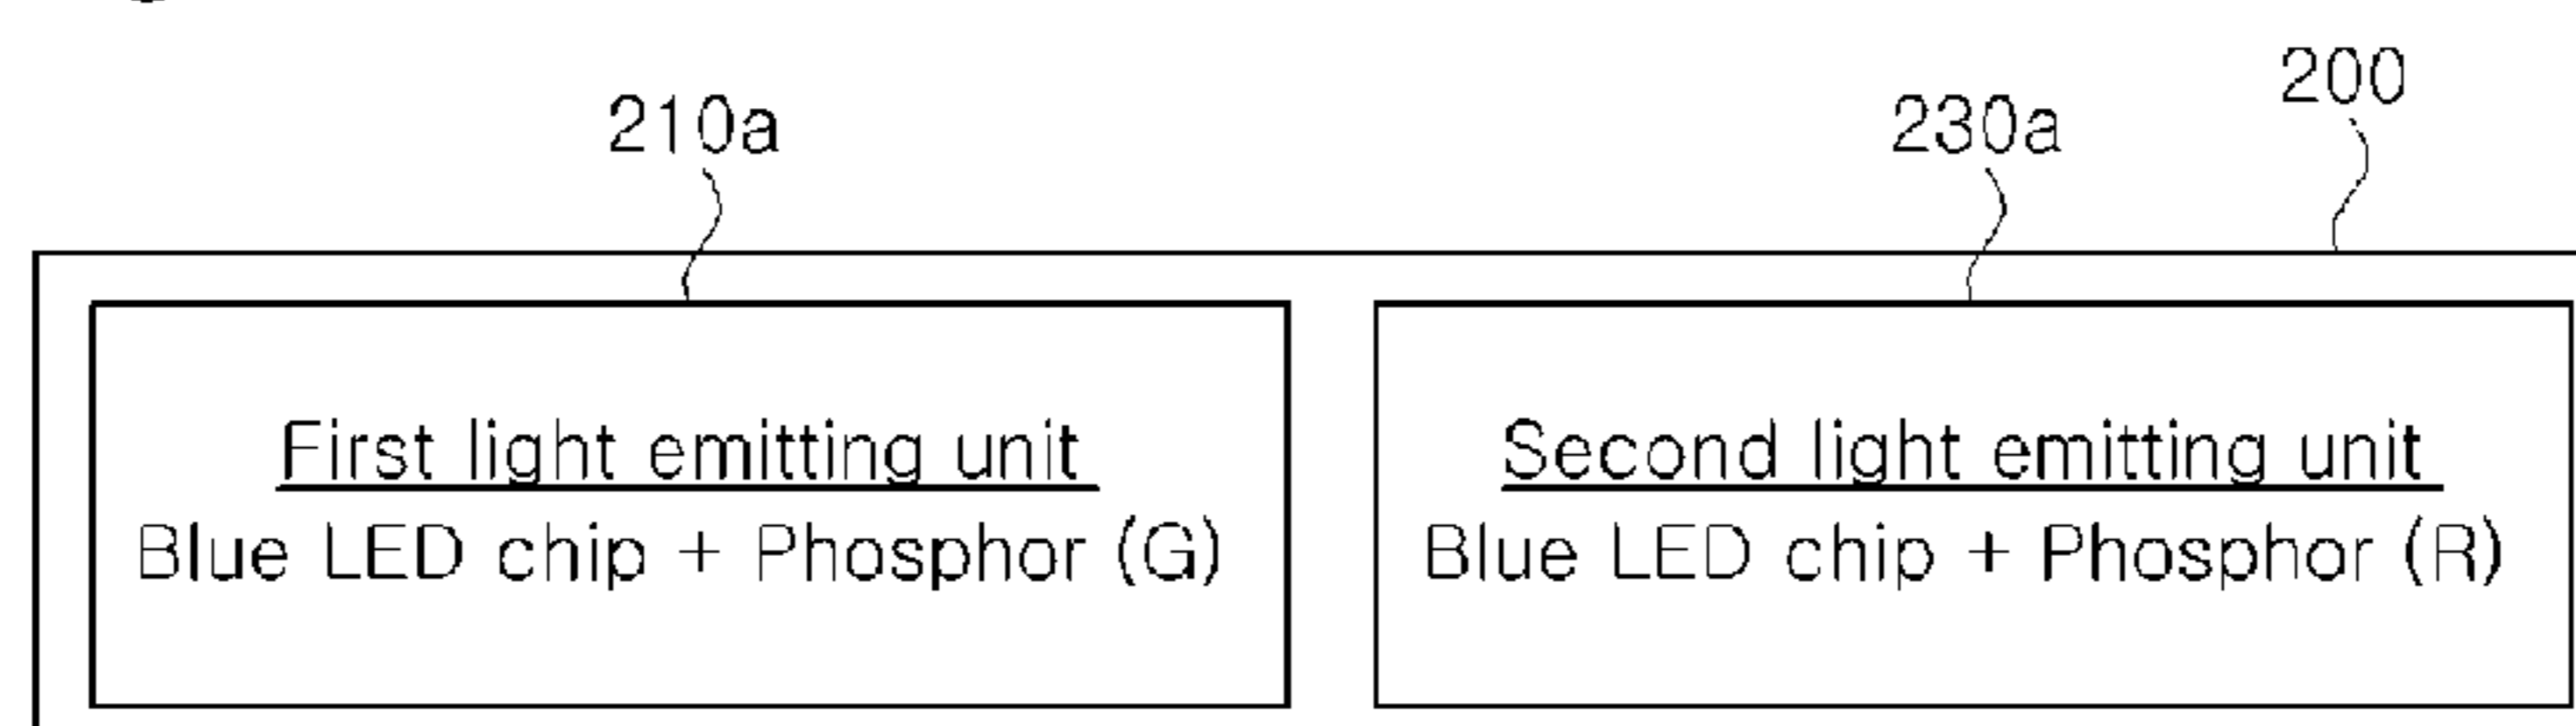 200
210a
230a
First light emitting unit
Blue LED chip + Phosphor (G)
Second light emitting unit
Blue LED chip + Phosphor (R)